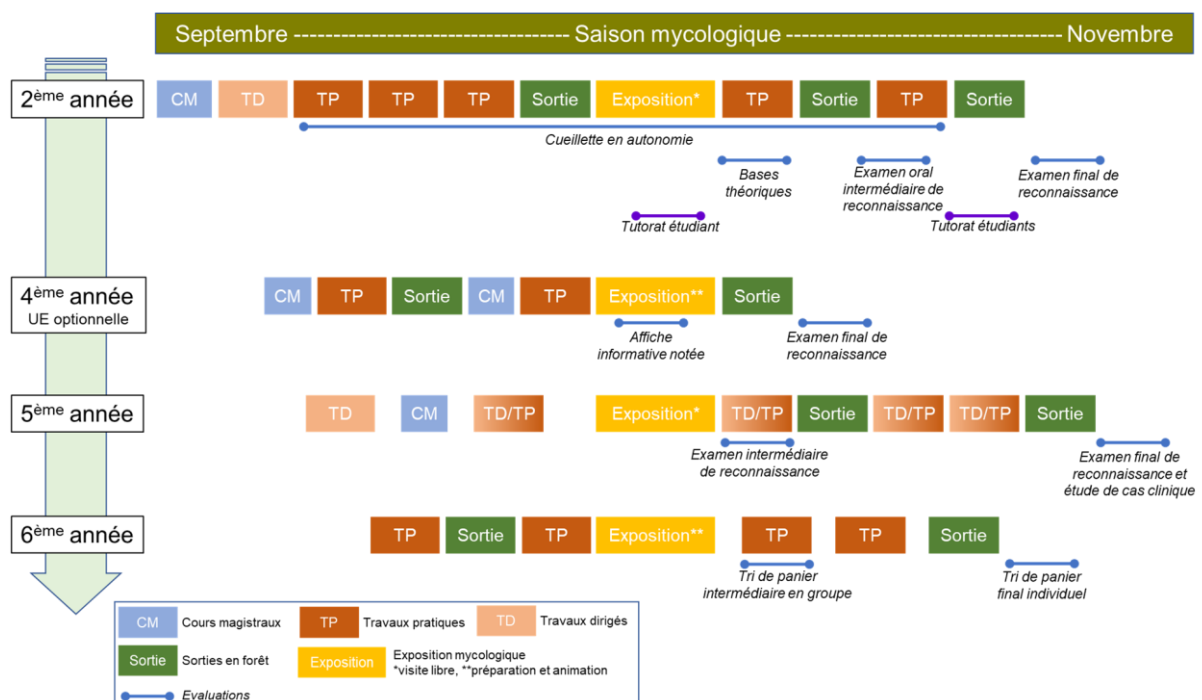 Septembre ----------------------------------- Saison mycologique ----------------------------------- Novembre
2ème année
CM TD TP TP TP Sortie Exposition* TP Sortie TP Sortie
Cueillette en autonomie
Bases
théoriques
Examen oral
intermédiaire de
reconnaissance
Examen final de
reconnaissance
Tutorat étudiant
Tutorat étudiants
4ème année
UE optionnelle
CM TP Sortie CM TP Exposition** Sortie
Affiche
informative notée
Examen final de
reconnaissance
5ème année
TD CM TD/TP Exposition* TD/TP Sortie TD/TP TD/TP Sortie
Examen intermédiaire
de reconnaissance
Examen final de
reconnaissance et
étude de cas clinique
6ème année
TP Sortie TP Exposition** TP TP Sortie
Tri de panier
intermédiaire en groupe
Tri de panier
final individuel
CM Cours magistraux TP Travaux pratiques TD Travaux dirigés
Sortie Sorties en forêt Exposition Exposition mycologique
*visite libre, **préparation et animation
Evaluations